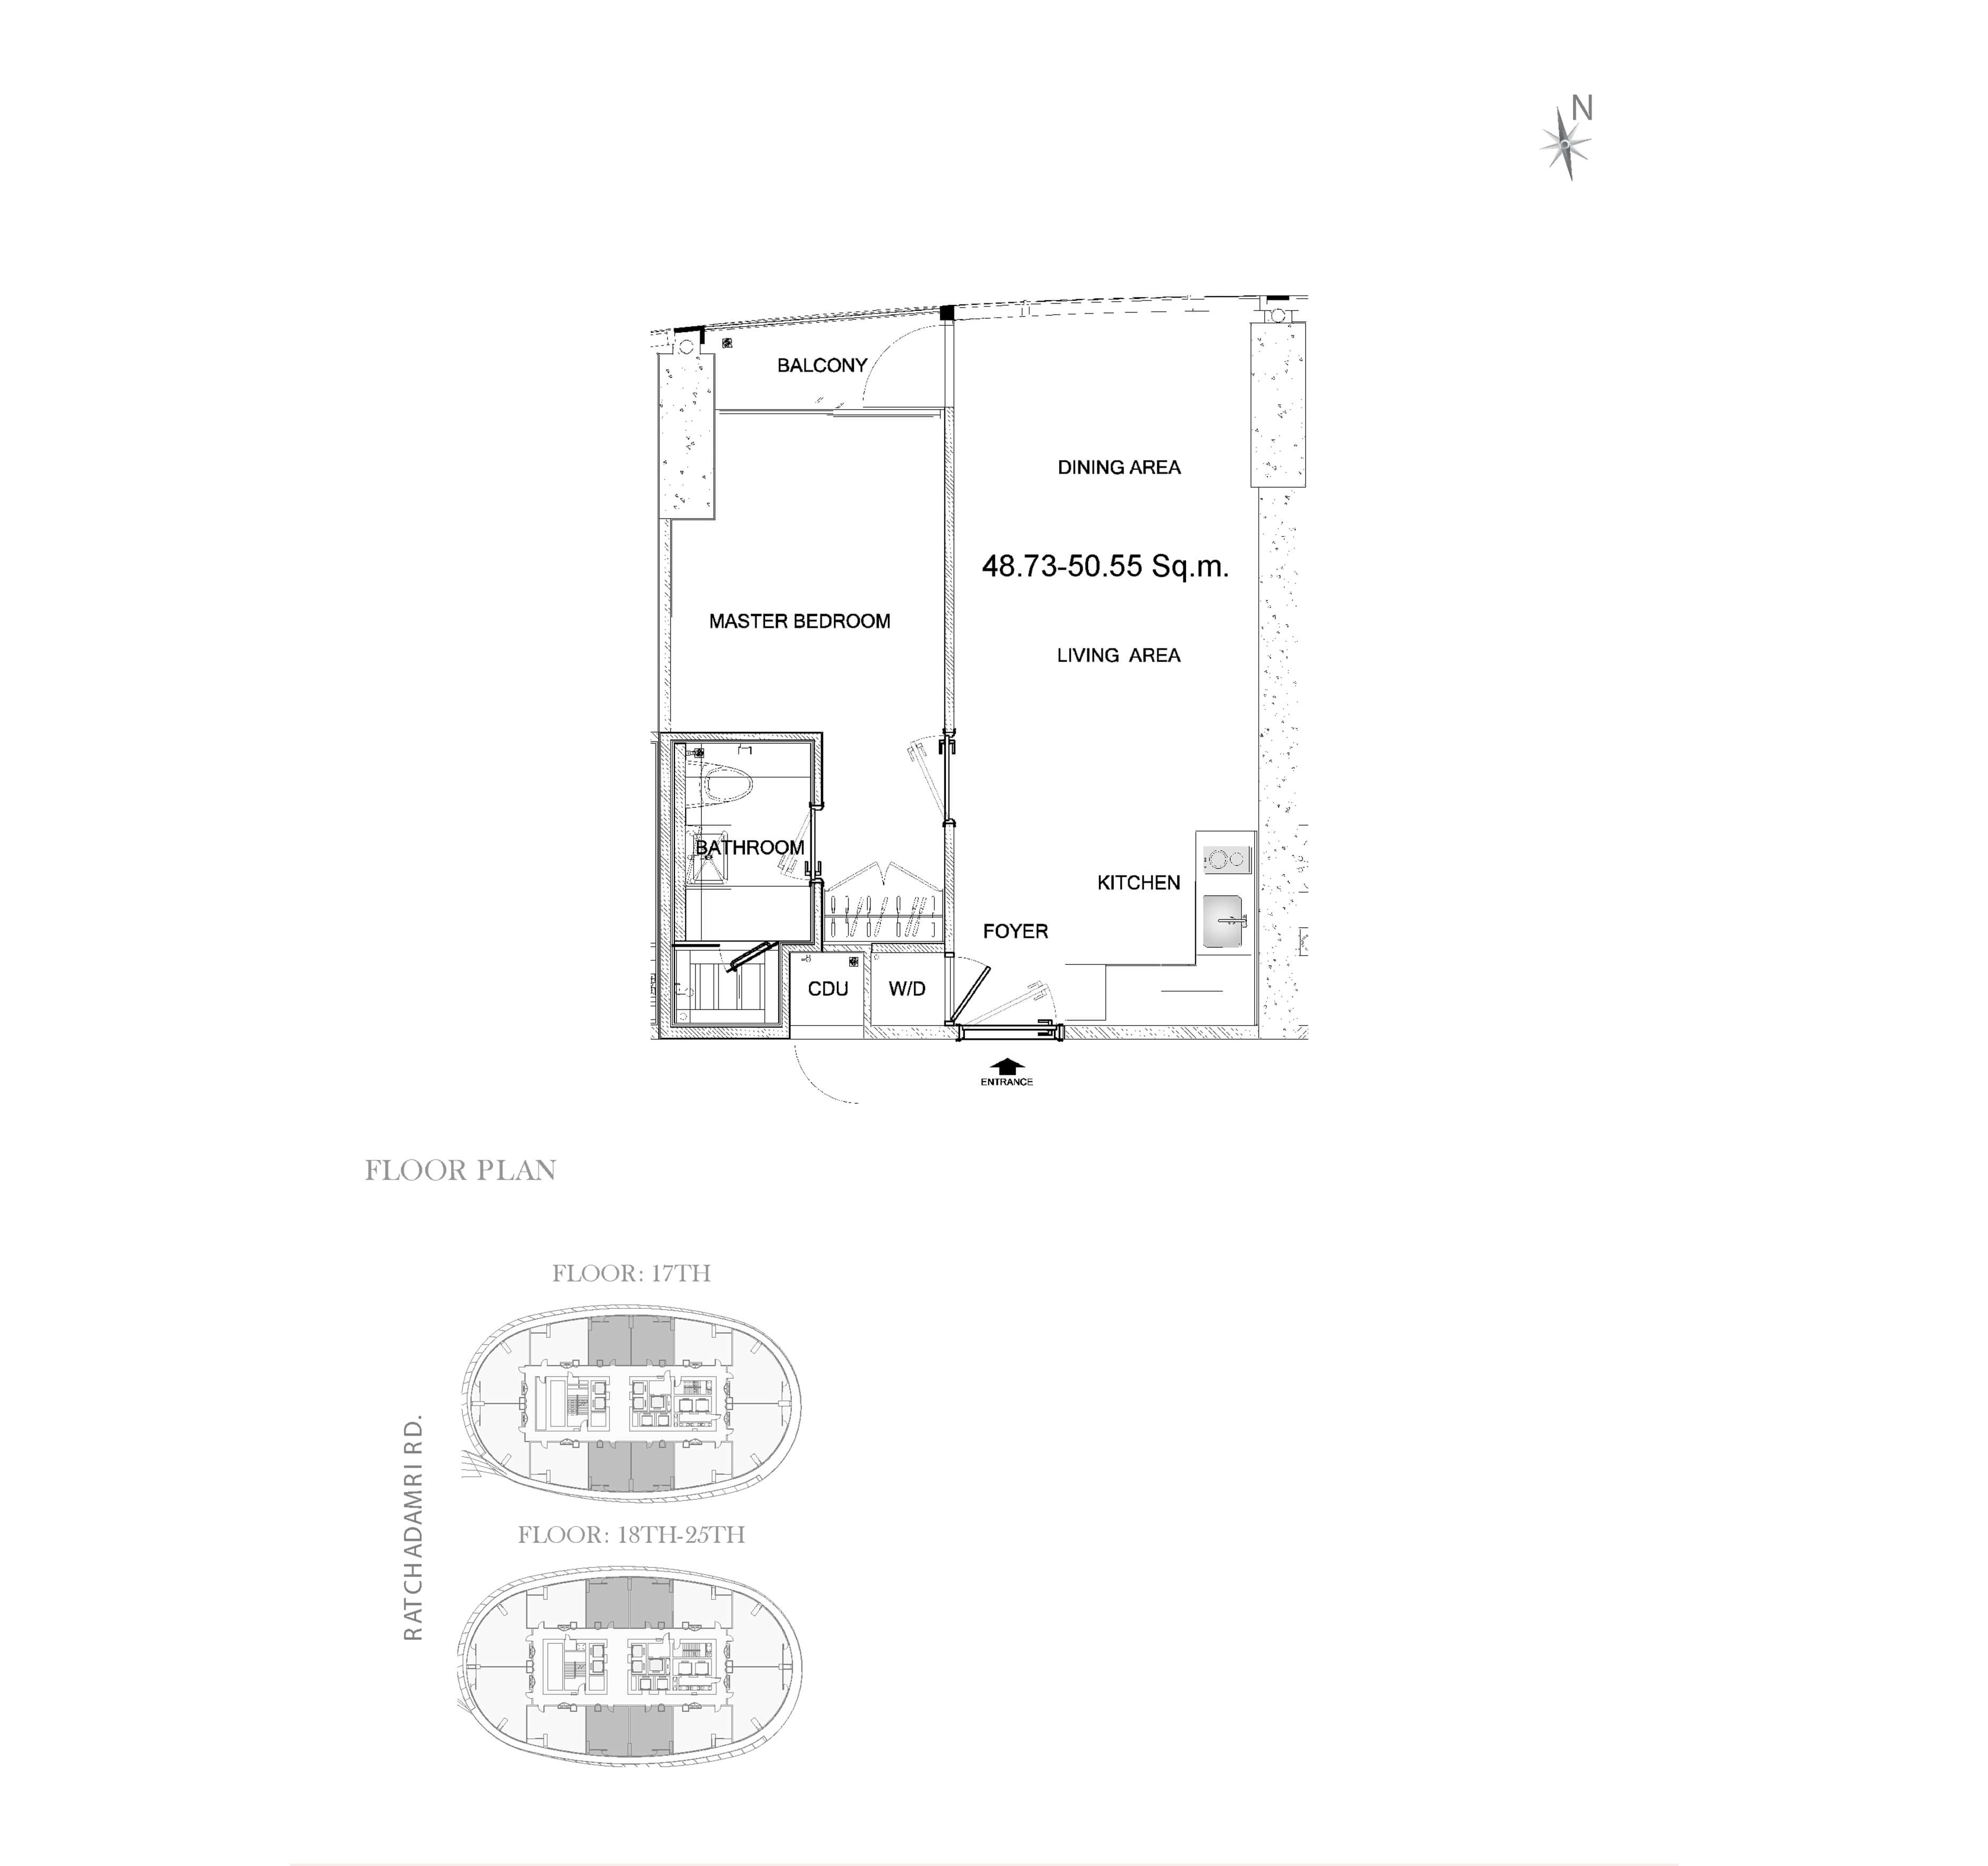 N
BALCONY
DINING AREA
48.73-50.55 Sq.m.
MASTER BEDROOM
LIVING AREA
BATHROOM
KITCHEN
FOYER
CDU
W/D
ENTRANCE
FLOOR PLAN
FLOOR: 17TH
RATCHADAMRI RD.
FLOOR: 18TH-25TH